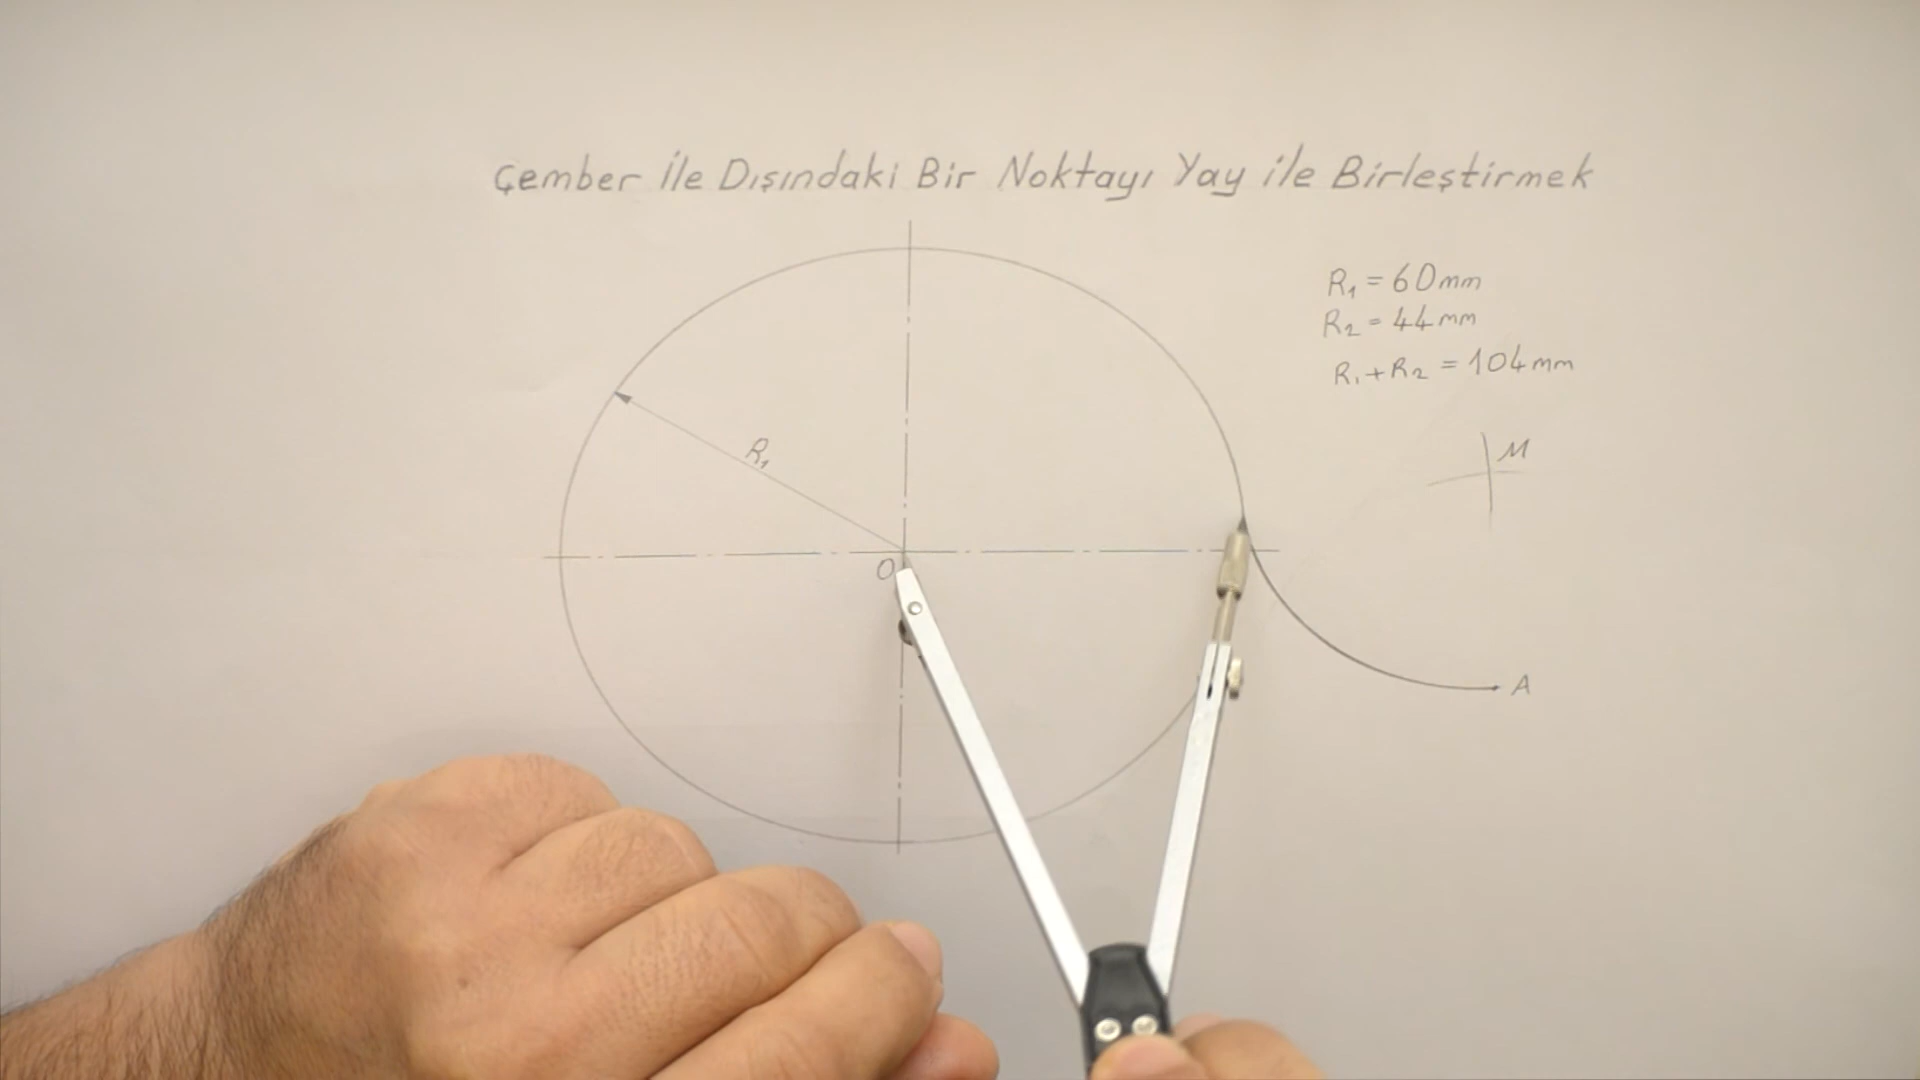 Çember İle Dışındaki Bir Noktayı Yay ile Birleştirmek
R₁ = 60mm
R₂ = 44mm
R₁+R₂ = 104mm
M
R₁
O
A